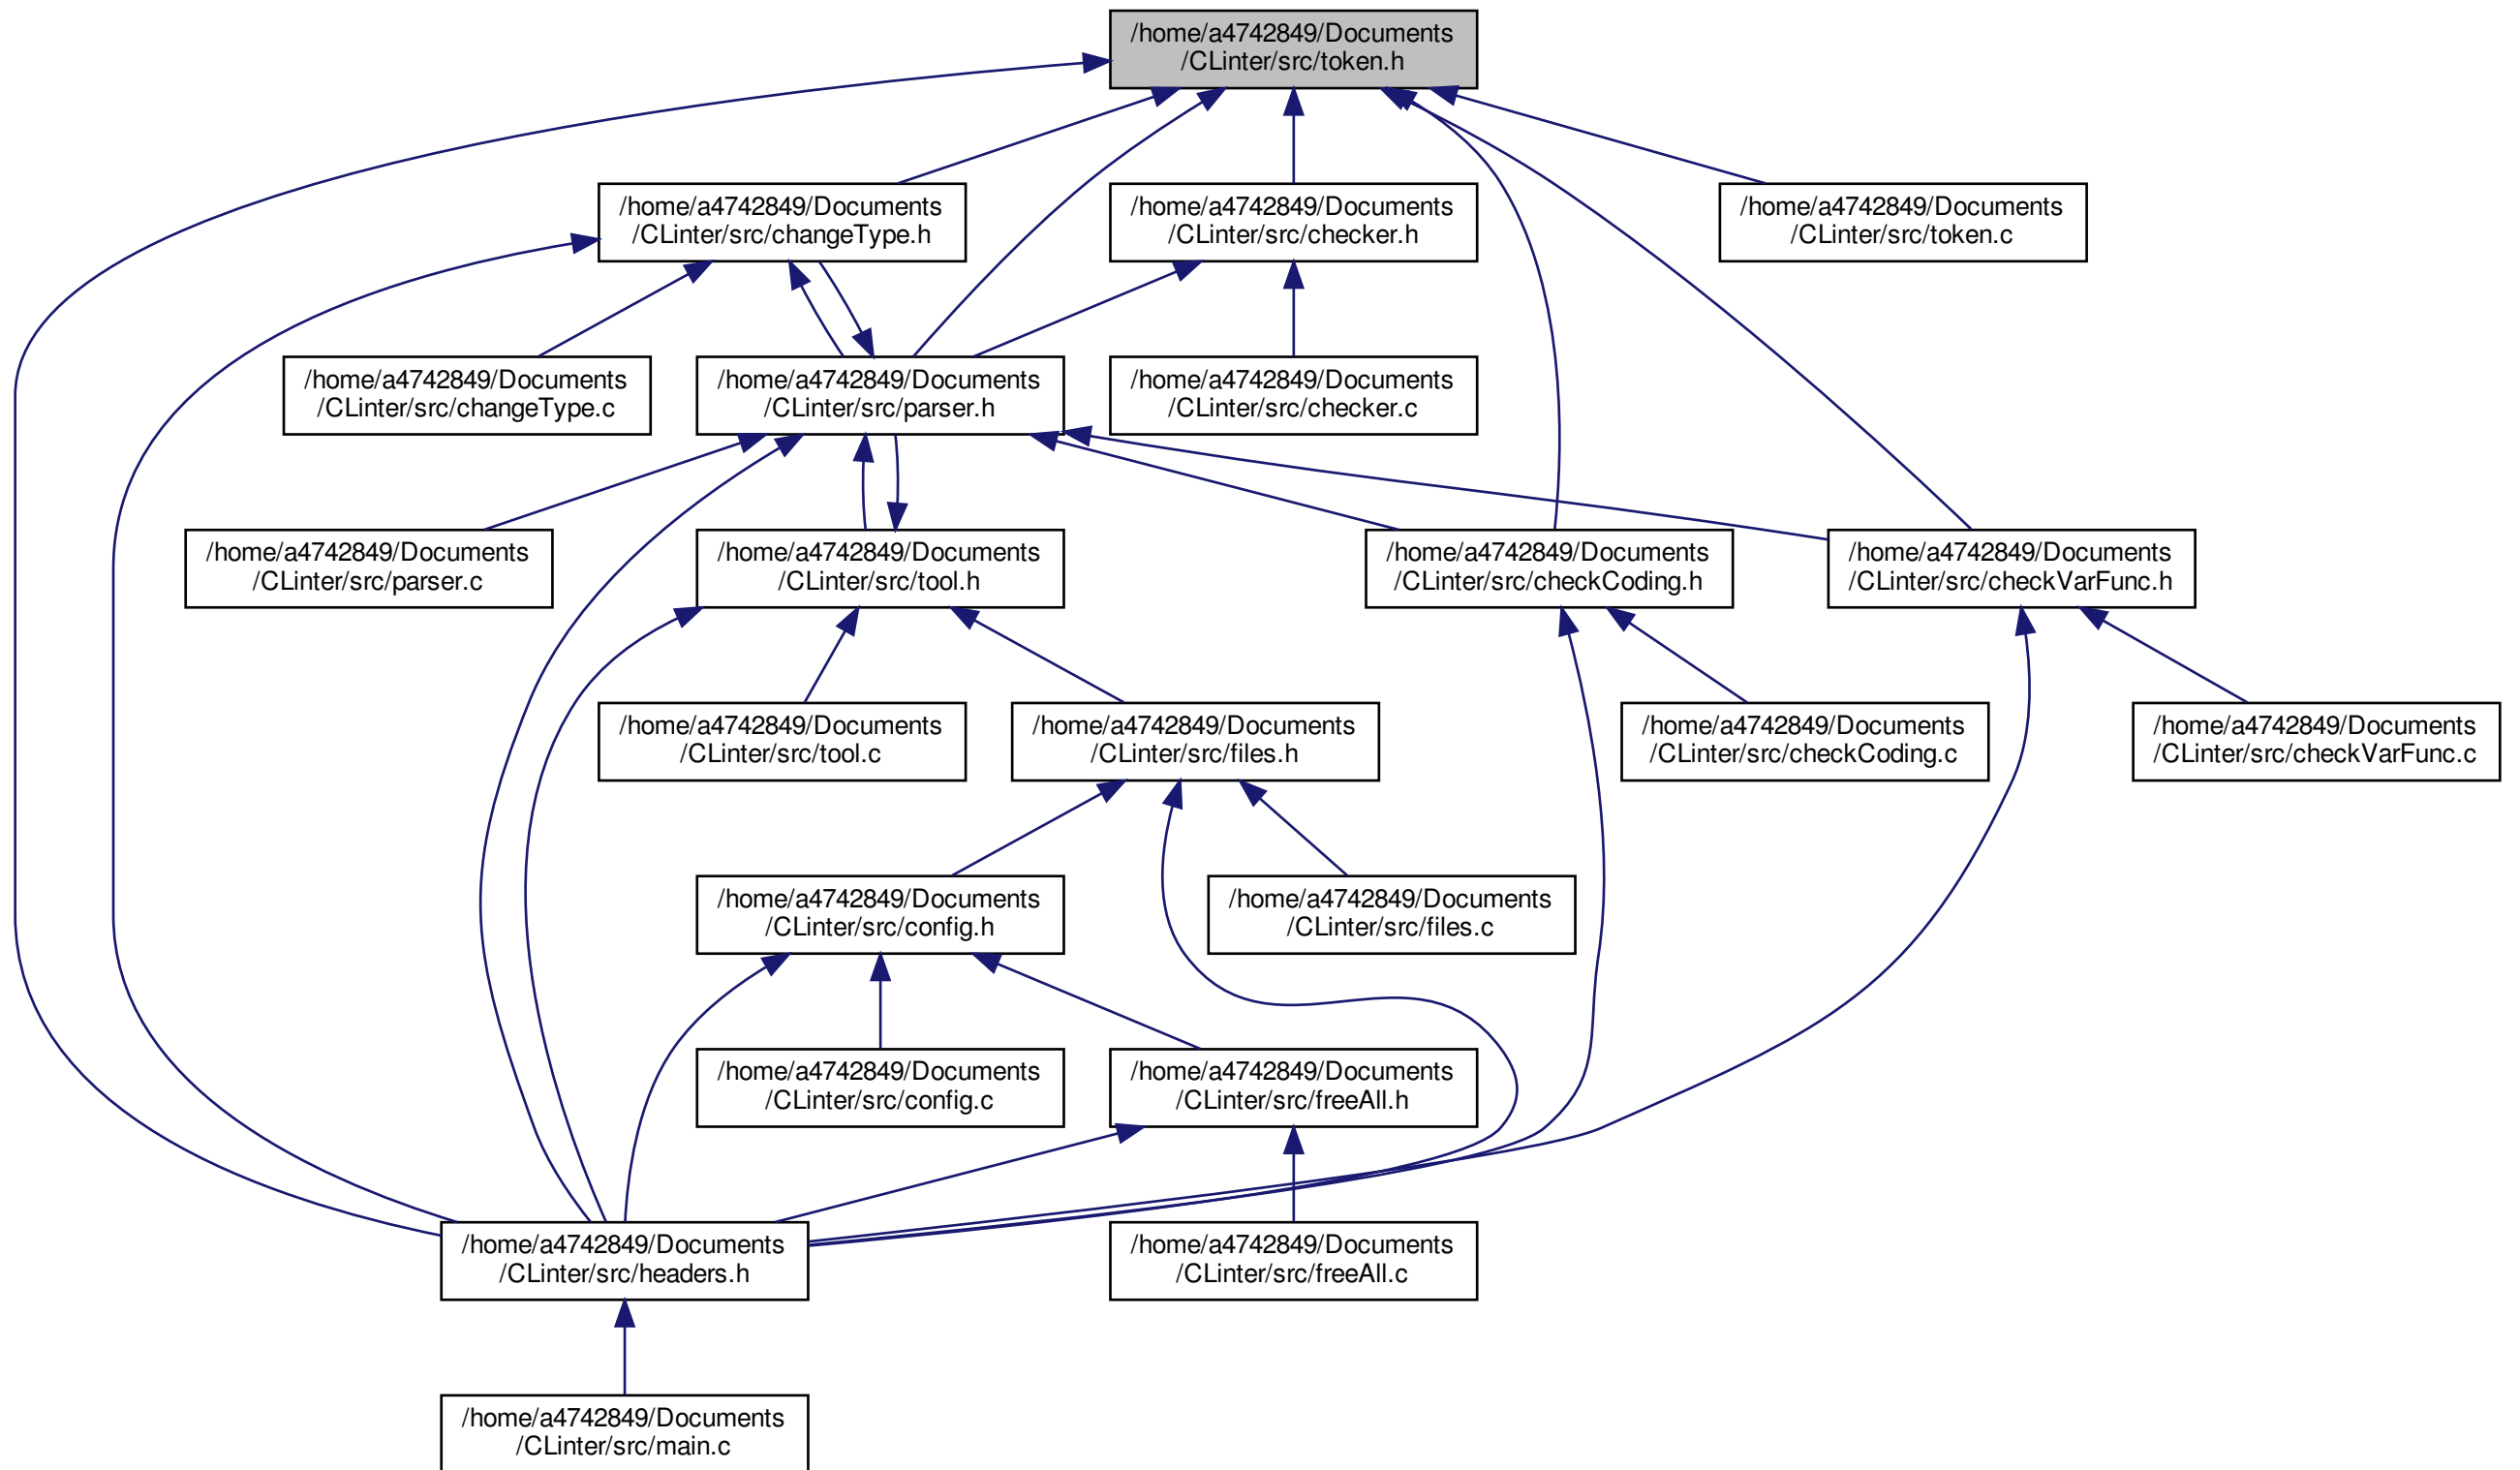 /home/a4742849/Documents
/CLinter/src/token.h
/home/a4742849/Documents
/CLinter/src/changeType.h
/home/a4742849/Documents
/CLinter/src/checker.h
/home/a4742849/Documents
/CLinter/src/token.c
/home/a4742849/Documents
/CLinter/src/changeType.c
/home/a4742849/Documents
/CLinter/src/parser.h
/home/a4742849/Documents
/CLinter/src/checker.c
/home/a4742849/Documents
/CLinter/src/parser.c
/home/a4742849/Documents
/CLinter/src/tool.h
/home/a4742849/Documents
/CLinter/src/checkCoding.h
/home/a4742849/Documents
/CLinter/src/checkVarFunc.h
/home/a4742849/Documents
/CLinter/src/tool.c
/home/a4742849/Documents
/CLinter/src/files.h
/home/a4742849/Documents
/CLinter/src/checkCoding.c
/home/a4742849/Documents
/CLinter/src/checkVarFunc.c
/home/a4742849/Documents
/CLinter/src/config.h
/home/a4742849/Documents
/CLinter/src/files.c
/home/a4742849/Documents
/CLinter/src/config.c
/home/a4742849/Documents
/CLinter/src/freeAll.h
/home/a4742849/Documents
/CLinter/src/headers.h
/home/a4742849/Documents
/CLinter/src/freeAll.c
/home/a4742849/Documents
/CLinter/src/main.c